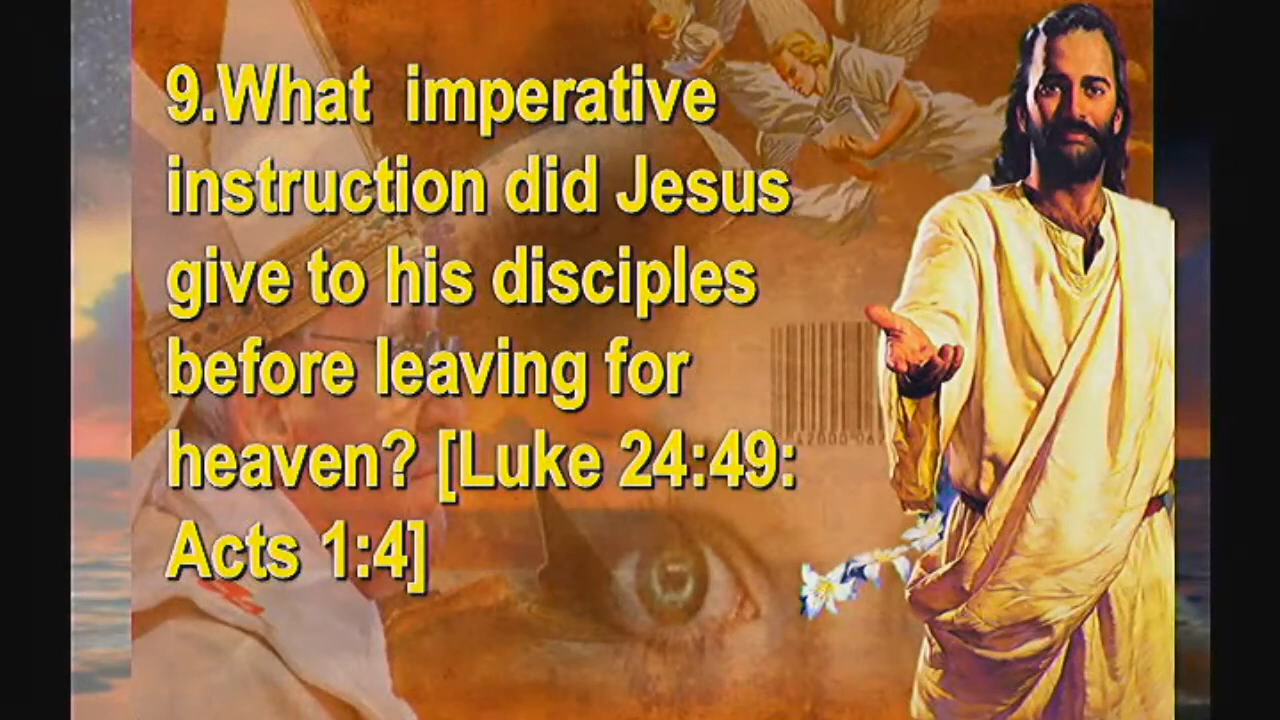 9.What  imperative
instruction did Jesus
give to his disciples
before leaving for
heaven? [Luke 24:49:
Acts 1:4]